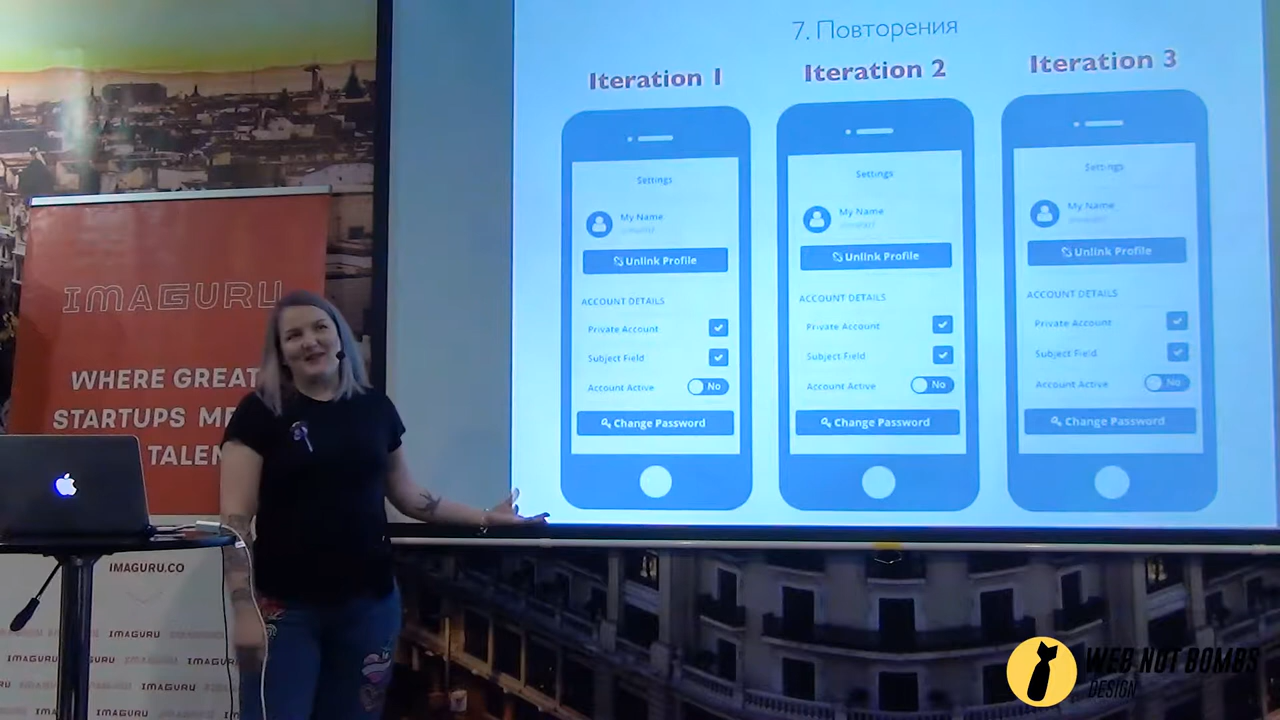 7. Повторения
Iteration 1
Settings
My Name
Unlink Profile
ACCOUNT DETAILS
Private Account
Subject Field
Account Active
No
Change Password
Iteration 2
Settings
My Name
Unlink Profile
ACCOUNT DETAILS
Private Account
Subject Field
Account Active
No
Change Password
Iteration 3
Settings
My Name
Unlink Profile
ACCOUNT DETAILS
Private Account
Subject Field
Account Active
No
Change Password
IMAGURU
WHERE GREAT
STARTUPS ME
TALEN
IMAGURU.CO
IMAGURU
IMAGURU
IMAGURU
WEB NOT BOMBS
DESIGN